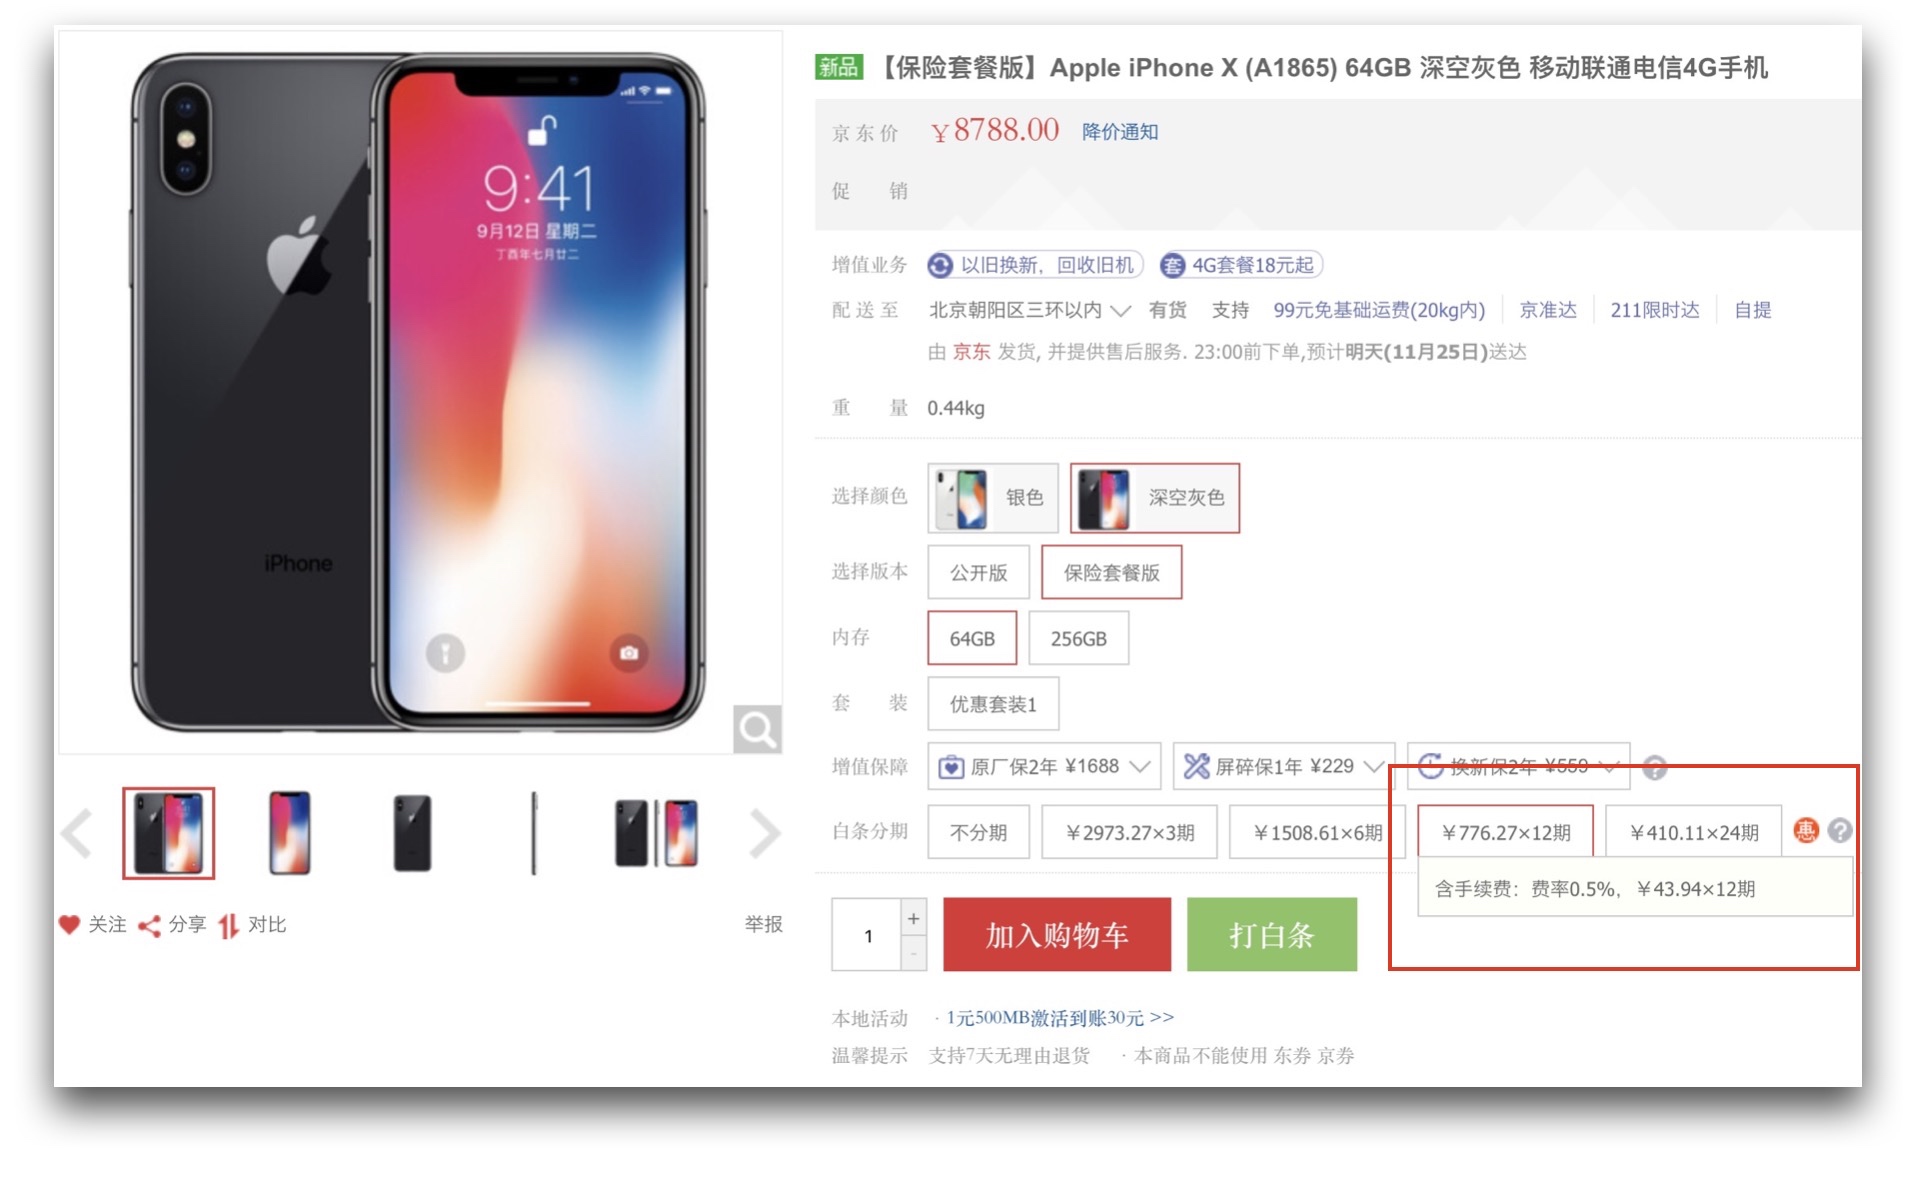 9:41
9月12日 星期二
丁酉年七月廿二
iPhone
关注 分享 对比 举报
新品 【保险套餐版】Apple iPhone X (A1865) 64GB 深空灰色 移动联通电信4G手机
京东价 ￥8788.00 降价通知
促 销
增值业务 以旧换新，回收旧机 套 4G套餐18元起
配送至 北京朝阳区三环以内 有货 支持 99元免基础运费(20kg内) 京准达 211限时达 自提
由 京东 发货, 并提供售后服务. 23:00前下单,预计明天(11月25日)送达
重 量 0.44kg
选择颜色 银色 深空灰色
选择版本 公开版 保险套餐版
内存 64GB 256GB
套 装 优惠套装1
增值保障 原厂保2年 ¥1688 屏碎保1年 ¥229 换新保2年 ¥559 ?
白条分期 不分期 ￥2973.27×3期 ￥1508.61×6期 ￥776.27×12期 ￥410.11×24期 惠 ?
含手续费：费率0.5%，￥43.94×12期
1 + - 加入购物车 打白条
本地活动 · 1元500MB激活到账30元 >>
温馨提示 支持7天无理由退货 · 本商品不能使用 东券 京券